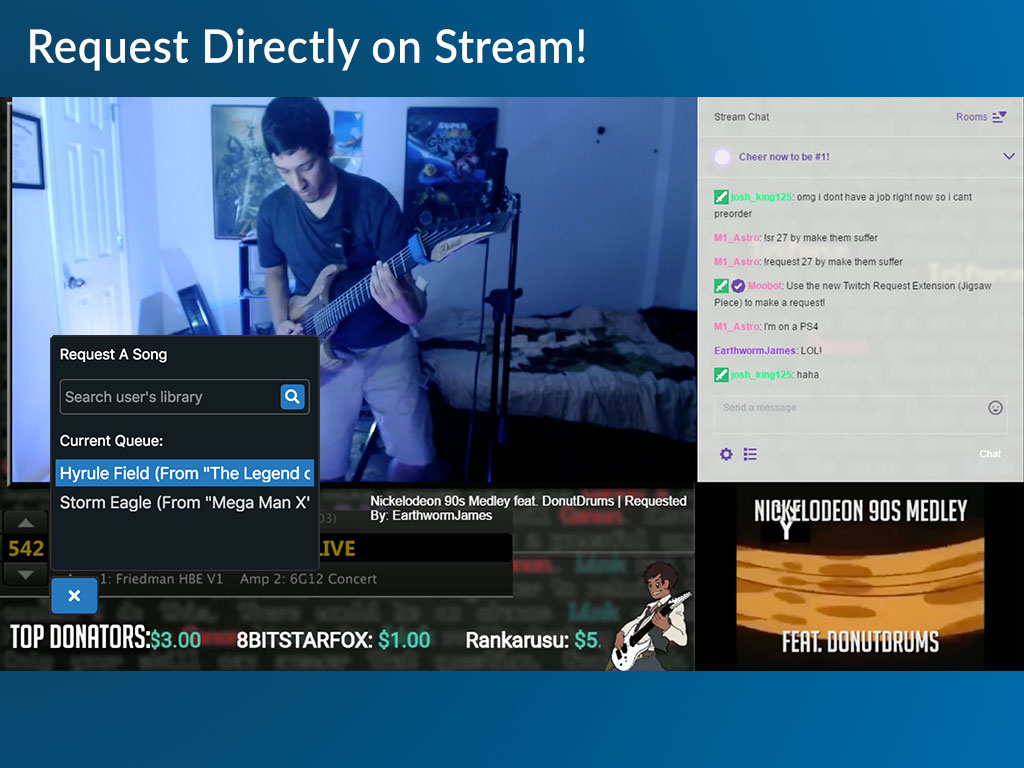 Request Directly on Stream!
SUPER
Stream Chat
Rooms
Cheer now to be #1!
josh_king125: omg i dont have a job right now so i cant
preorder
M1_Astro: !sr 27 by make them suffer
M1_Astro: !request 27 by make them suffer
Moobot: Use the new Twitch Request Extension (Jigsaw
Piece) to make a request!
M1_Astro: I'm on a PS4
EarthwormJames: LOL!
josh_king125: haha
Send a message
Chat
Request A Song
Search user's library
Current Queue:
Hyrule Field (From "The Legend
Storm Eagle (From "Mega Man X"
Nickelodeon 90s Medley feat. DonutDrums | Requested
By: EarthwormJames
03)
542
LIVE
1: Friedman HBE V1 Amp 2: 6G12 Concert
TOP DONATORS:$3.00 8BITSTARFOX: $1.00 Rankarusu: $5.
NICKELODEON 90S MEDLEY
Y
FEAT. DONUTDRUMS